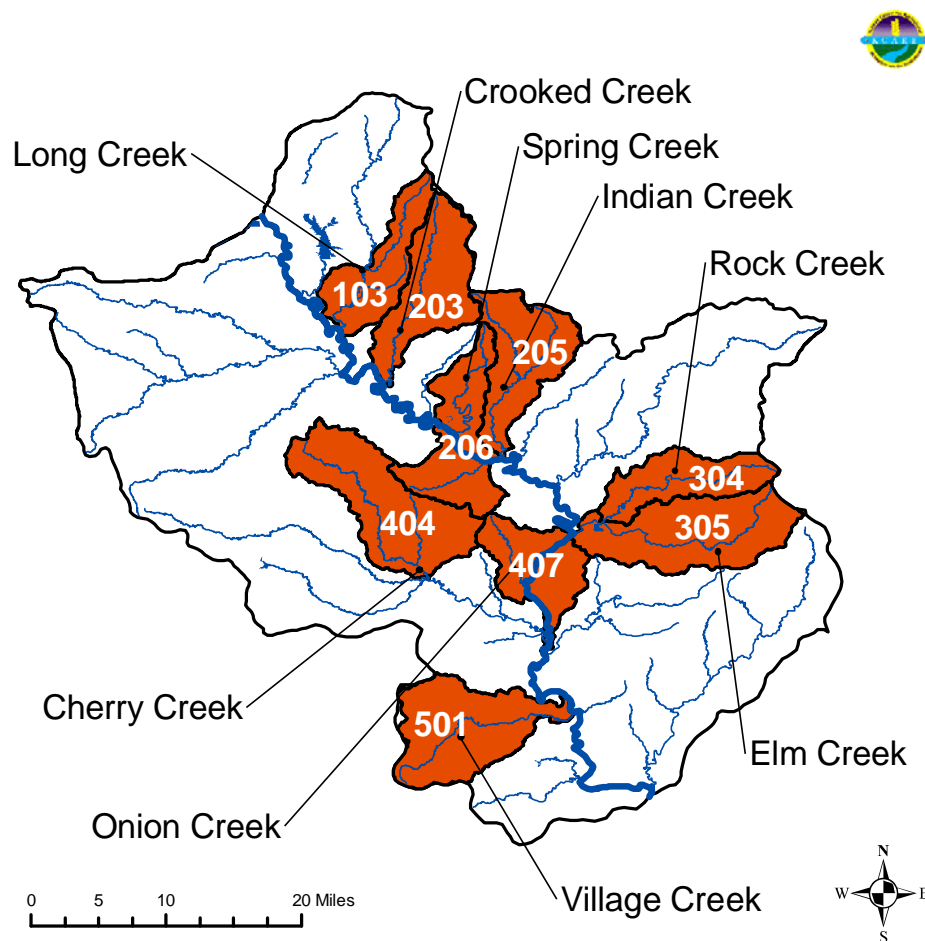 Crooked Creek
Spring Creek
Long Creek
Indian Creek
Rock Creek
103
203
205
206
304
404
305
407
Cherry Creek
501
Elm Creek
Onion Creek
Village Creek
N
W
E
S
0 5 10 20 Miles